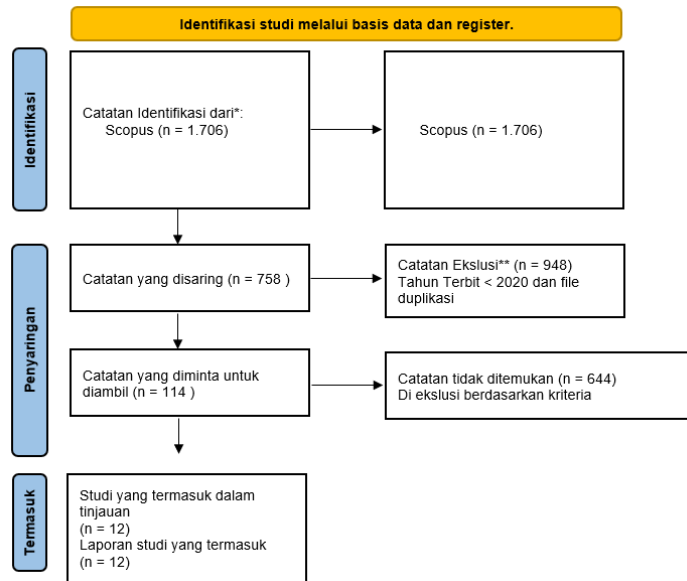 Identifikasi studi melalui basis data dan register.
Identifikasi
Catatan Identifikasi dari*:
Scopus (n = 1.706)
Scopus (n = 1.706)
Penyaringan
Catatan yang disaring (n = 758 )
Catatan Ekslusi** (n = 948)
Tahun Terbit < 2020 dan file
duplikasi
Catatan yang diminta untuk
diambil (n = 114 )
Catatan tidak ditemukan (n = 644)
Di ekslusi berdasarkan kriteria
Termasuk
Studi yang termasuk dalam
tinjauan
(n = 12)
Laporan studi yang termasuk
(n = 12)